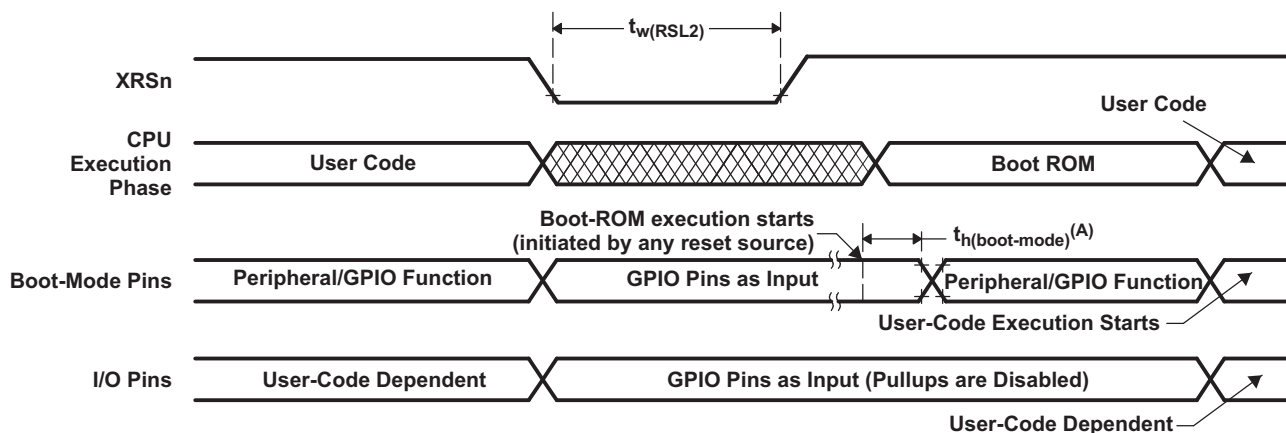 tw(RSL2)
XRSn
User Code
CPU
Execution
Phase
User Code
Boot ROM
Boot-ROM execution starts
(initiated by any reset source)
th(boot-mode)(A)
Boot-Mode Pins
Peripheral/GPIO Function
GPIO Pins as Input
Peripheral/GPIO Function
User-Code Execution Starts
I/O Pins
User-Code Dependent
GPIO Pins as Input (Pullups are Disabled)
User-Code Dependent